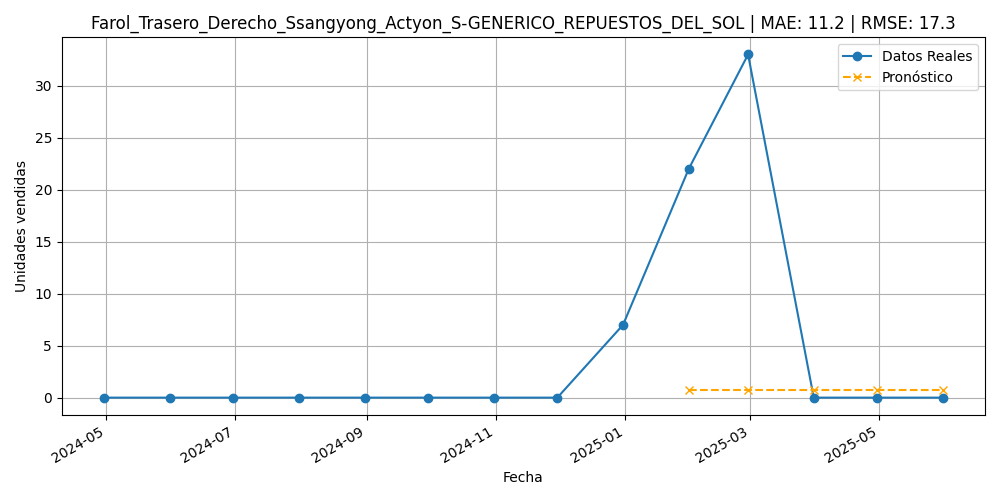 Farol_Trasero_Derecho_Ssangyong_Actyon_S-GENERICO_REPUESTOS_DEL_SOL | MAE: 11.2 | RMSE: 17.3
Datos Reales
Pronóstico
Unidades vendidas
30
25
20
15
10
5
0
2024-05
2024-07
2024-09
2024-11
2025-01
2025-03
2025-05
Fecha